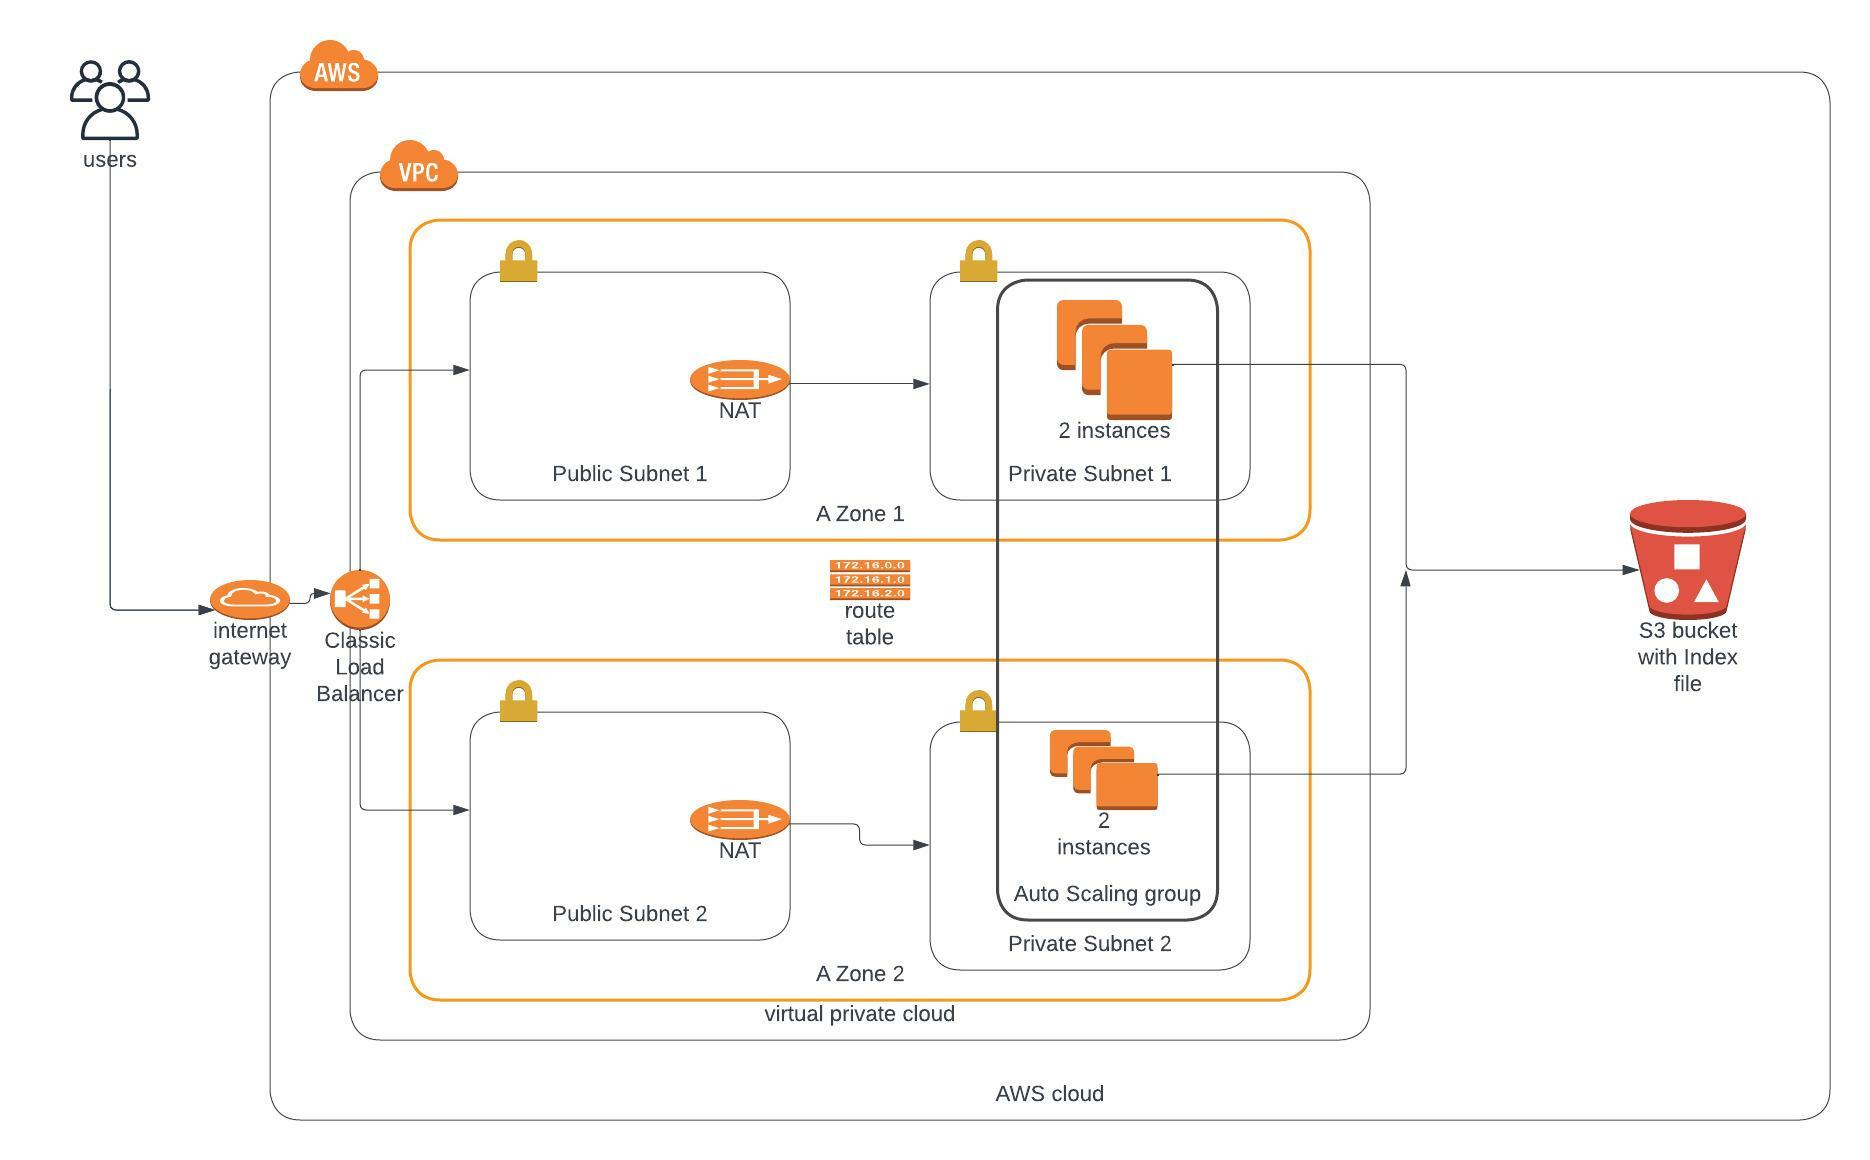 AWS
users
VPC
NAT
2 instances
Public Subnet 1
Private Subnet 1
A Zone 1
172.16.0.0
172.16.1.0
172.16.2.0
route
table
internet
gateway
Classic
Load
Balancer
S3 bucket
with Index
file
NAT
2
instances
Auto Scaling group
Public Subnet 2
Private Subnet 2
A Zone 2
virtual private cloud
AWS cloud